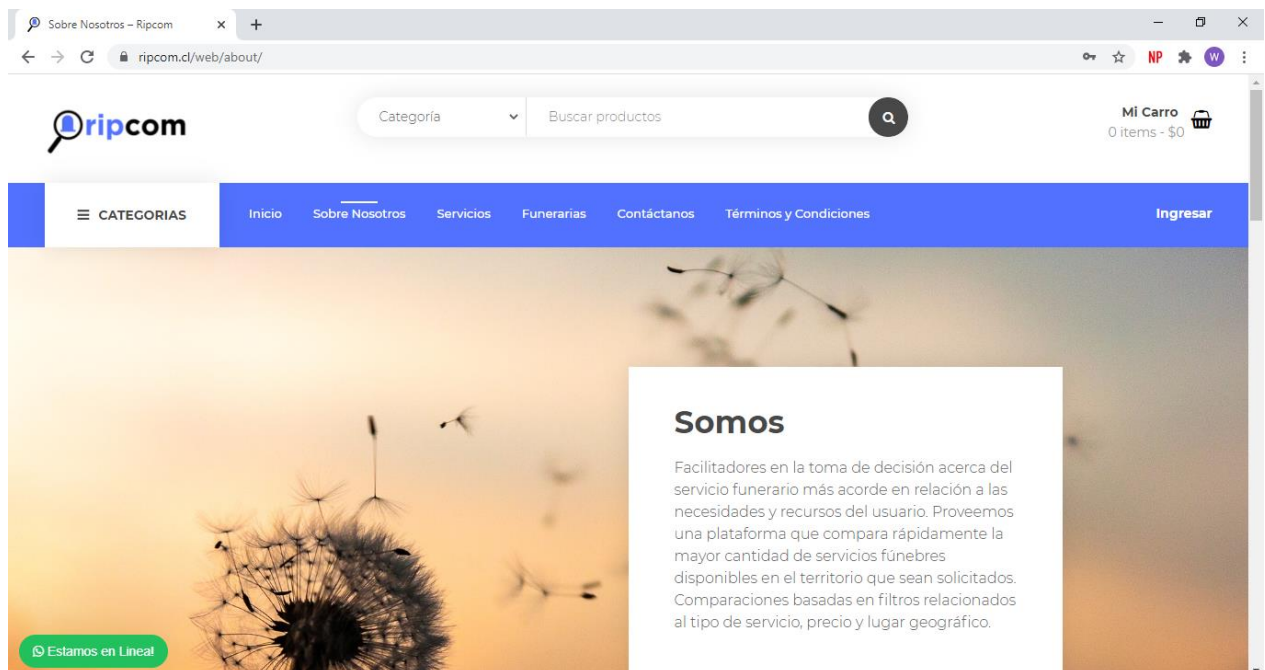 Sobre Nosotros – Ripcom
ripcom.cl/web/about/
NP
W
ripcom
Categoría
Buscar productos
Mi Carro
0 items - $0
CATEGORIAS
Inicio Sobre Nosotros Servicios Funerarias Contáctanos Términos y Condiciones Ingresar
Somos
Facilitadores en la toma de decisión acerca del
servicio funerario más acorde en relación a las
necesidades y recursos del usuario. Proveemos
una plataforma que compara rápidamente la
mayor cantidad de servicios fúnebres
disponibles en el territorio que sean solicitados.
Comparaciones basadas en filtros relacionados
al tipo de servicio, precio y lugar geográfico.
Estamos en Linea!